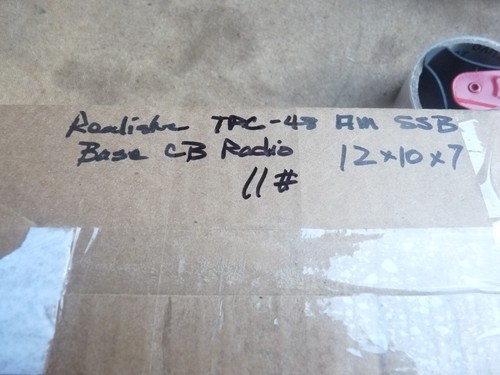 Realistic TRC-48 AM SSB
Base CB Radio 12x10x7
11#